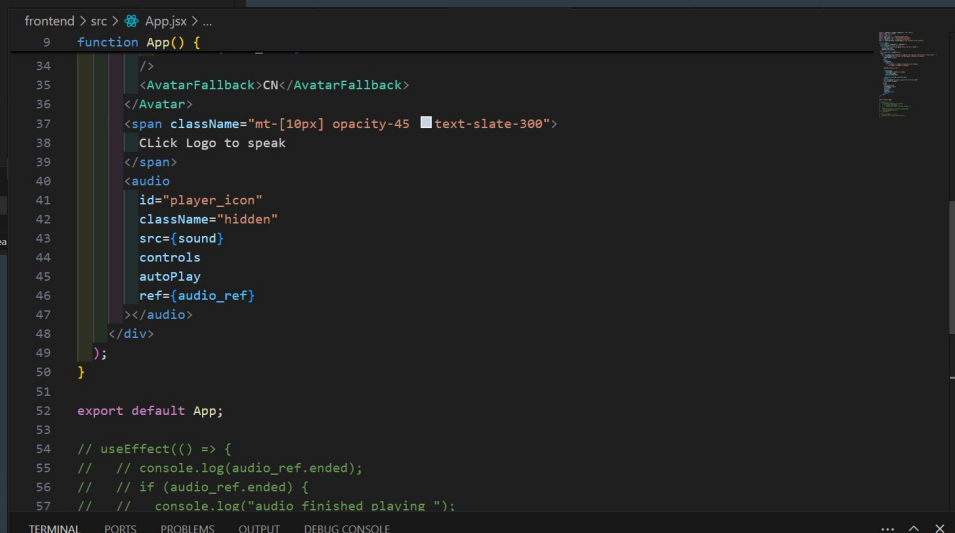 frontend > src > App.jsx > ...
9 function App() {
34 />
35 <AvatarFallback>CN</AvatarFallback>
36 </Avatar>
37 <span className="mt-[10px] opacity-45 text-slate-300">
38 CLick Logo to speak
39 </span>
40 <audio
41 id="player_icon"
42 className="hidden"
43 src={sound}
44 controls
45 autoPlay
46 ref={audio_ref}
47 ></audio>
48 </div>
49 );
50 }
51
52 export default App;
53
54 // useEffect(() => {
55 //   // console.log(audio_ref.ended);
56 //   // if (audio_ref.ended) {
57 //   //   console.log("audio finished playing ");
TERMINAL PORTS PROBLEMS OUTPUT DEBUG CONSOLE